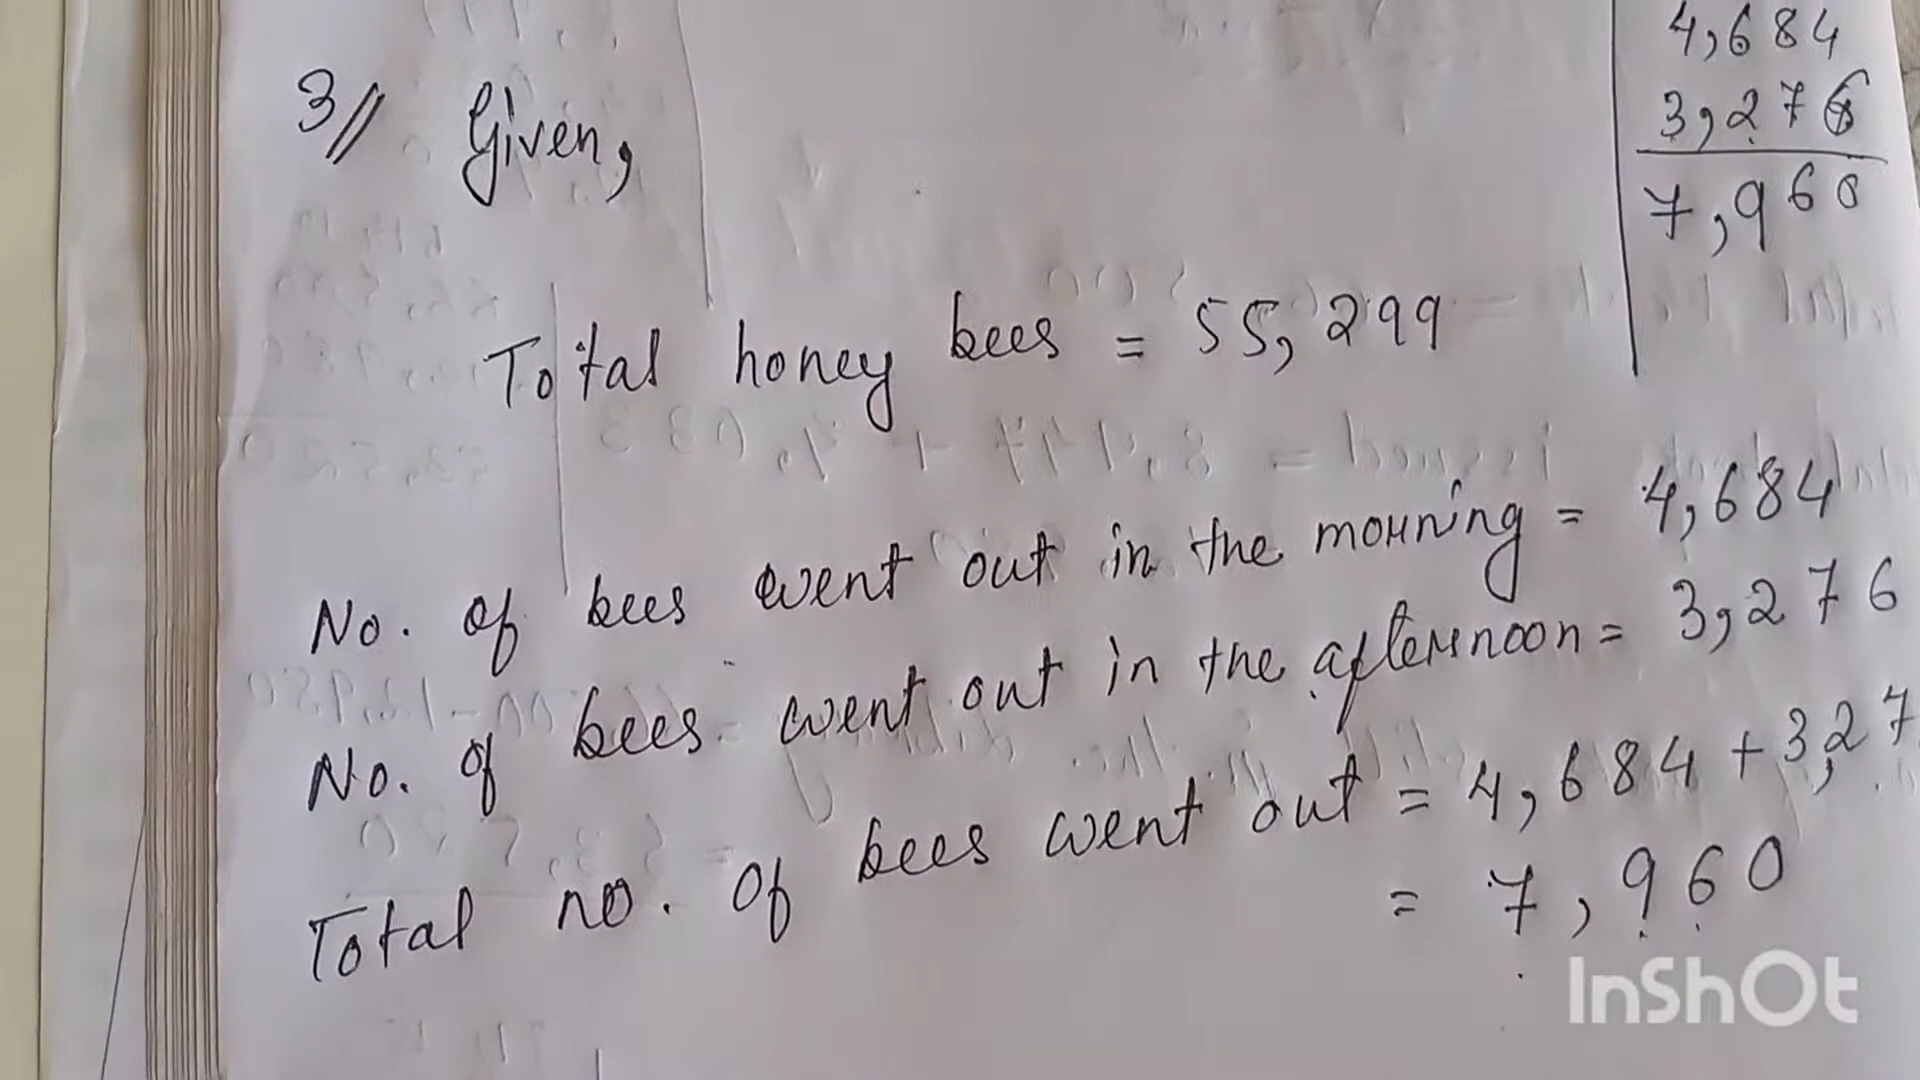 3// Given,
4,684
3,276
7,960
Total honey bees = 55,299
No. of bees went out in the morning = 4,684
No. of bees went out in the afternoon = 3,276
Total no. of bees went out = 4,684 + 3,27
= 7,960
InShOt